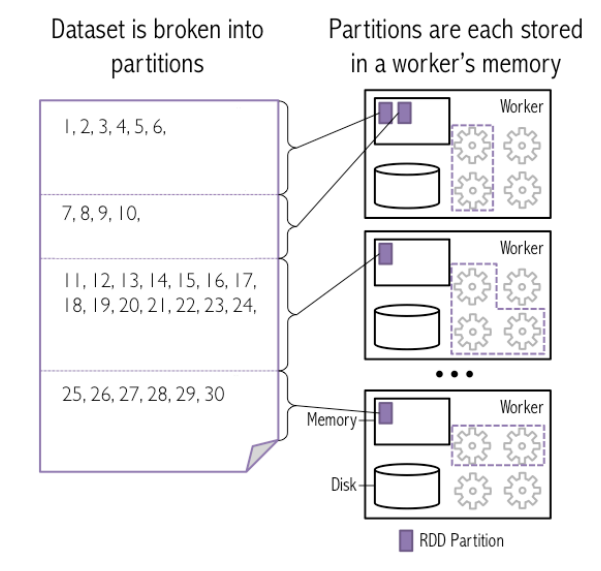 Dataset is broken into
partitions
Partitions are each stored
in a worker's memory
1, 2, 3, 4, 5, 6,
7, 8, 9, 10,
11, 12, 13, 14, 15, 16, 17,
18, 19, 20, 21, 22, 23, 24,
25, 26, 27, 28, 29, 30
Worker
Worker
...
Worker
Memory
Disk
RDD Partition